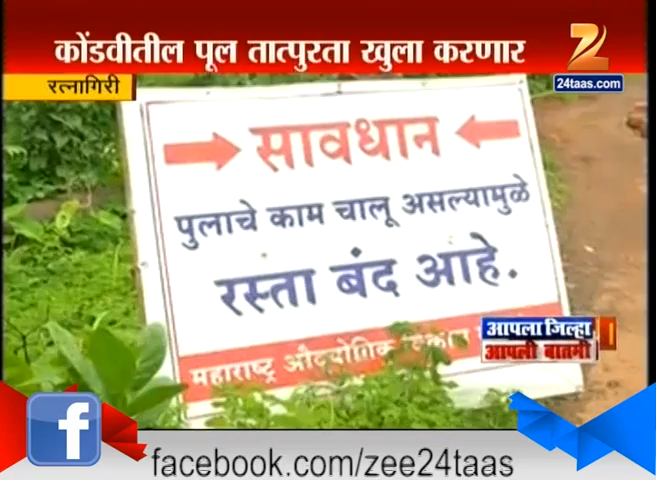 कोंडवीतील पूल तात्पुरता खुला करणार
24taas.com
रत्नागिरी
सावधान
पुलाचे काम चालू असल्यामुळे
रस्ता बंद आहे.
महाराष्ट्र औद्योगिक
आपला जिल्हा
आपली बातमी
facebook.com/zee24taas